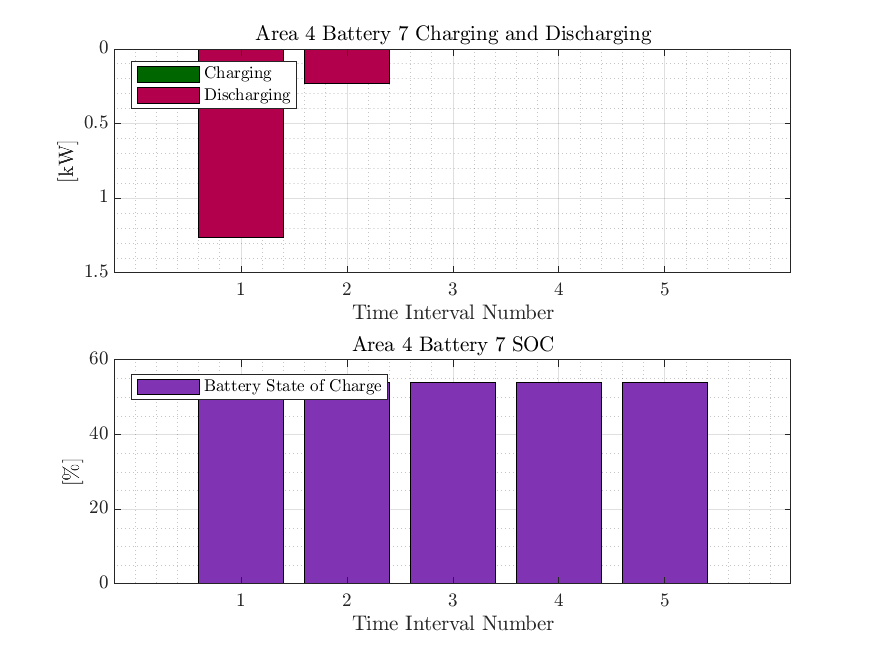 Area 4 Battery 7 Charging and Discharging
0
0.5
1
1.5
[kW]
Charging
Discharging
1 2 3 4 5
Time Interval Number
Area 4 Battery 7 SOC
60
40
20
0
[%]
Battery State of Charge
1 2 3 4 5
Time Interval Number